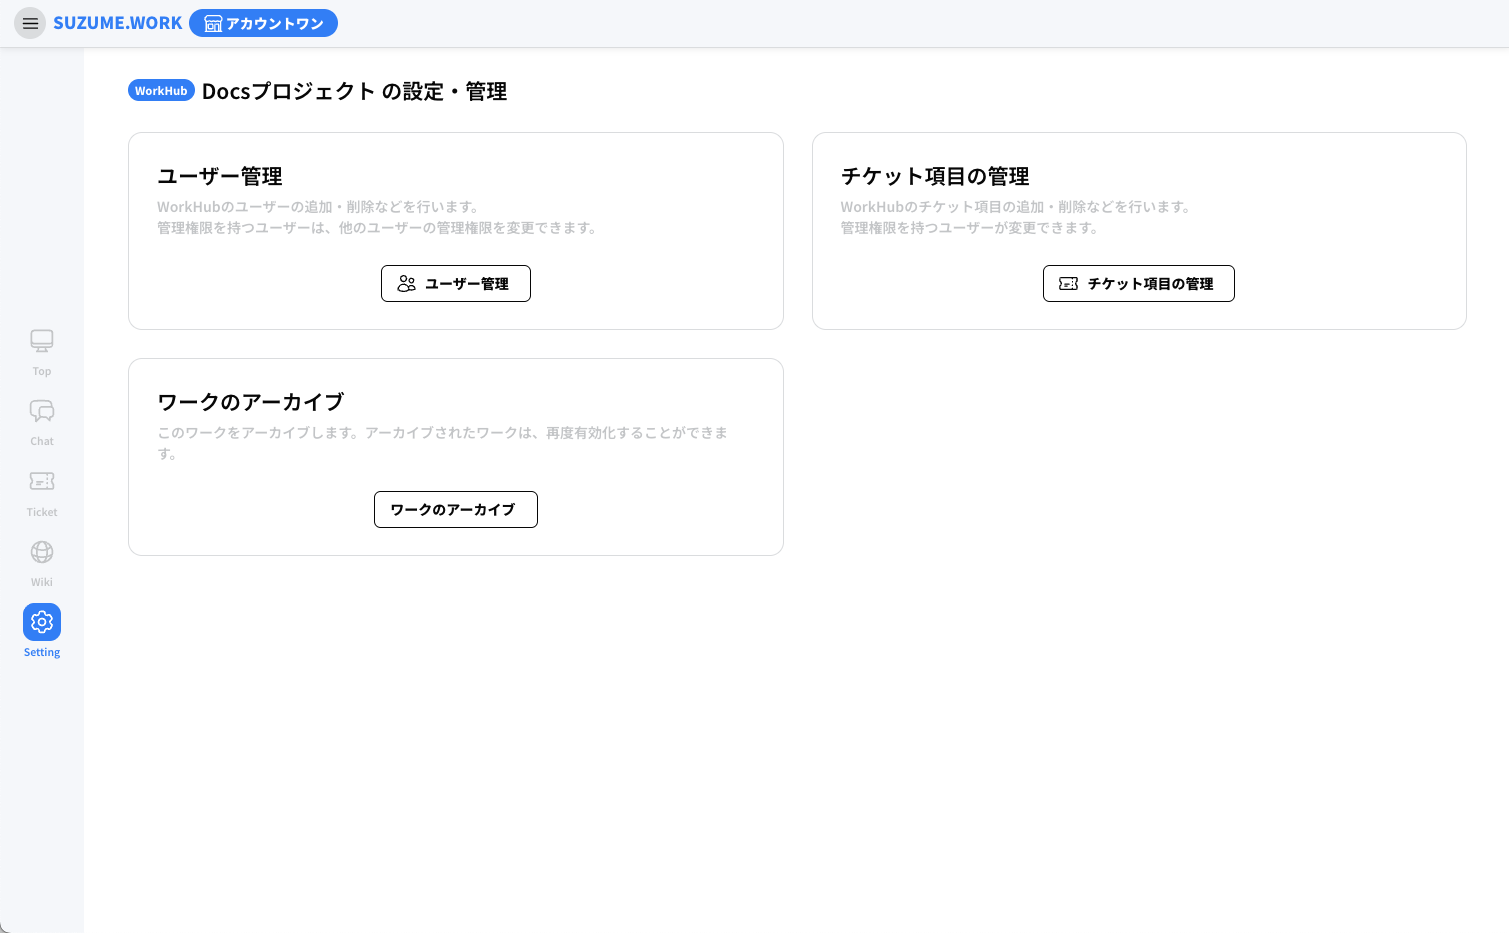 SUZUME.WORK アカウントワン
WorkHub Docsプロジェクト の設定・管理
ユーザー管理
WorkHubのユーザーの追加・削除などを行います。
管理権限を持つユーザーは、他のユーザーの管理権限を変更できます。
ユーザー管理
チケット項目の管理
WorkHubのチケット項目の追加・削除などを行います。
管理権限を持つユーザーが変更できます。
チケット項目の管理
ワークのアーカイブ
このワークをアーカイブします。アーカイブされたワークは、再度有効化することができま
す。
ワークのアーカイブ
Top
Chat
Ticket
Wiki
Setting